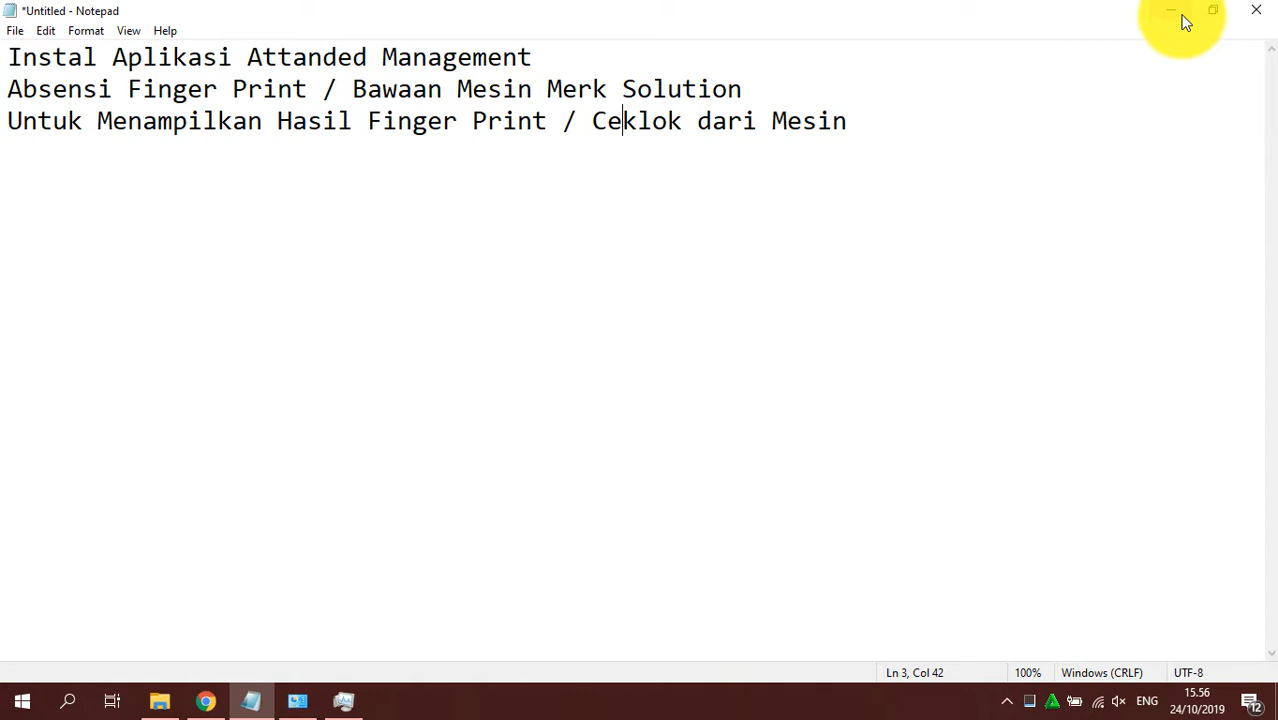 *Untitled - Notepad
File Edit Format View Help
Instal Aplikasi Attanded Management
Absensi Finger Print / Bawaan Mesin Merk Solution
Untuk Menampilkan Hasil Finger Print / Ceklok dari Mesin
Ln 3, Col 42 100% Windows (CRLF) UTF-8
ENG
15.56
24/10/2019
12